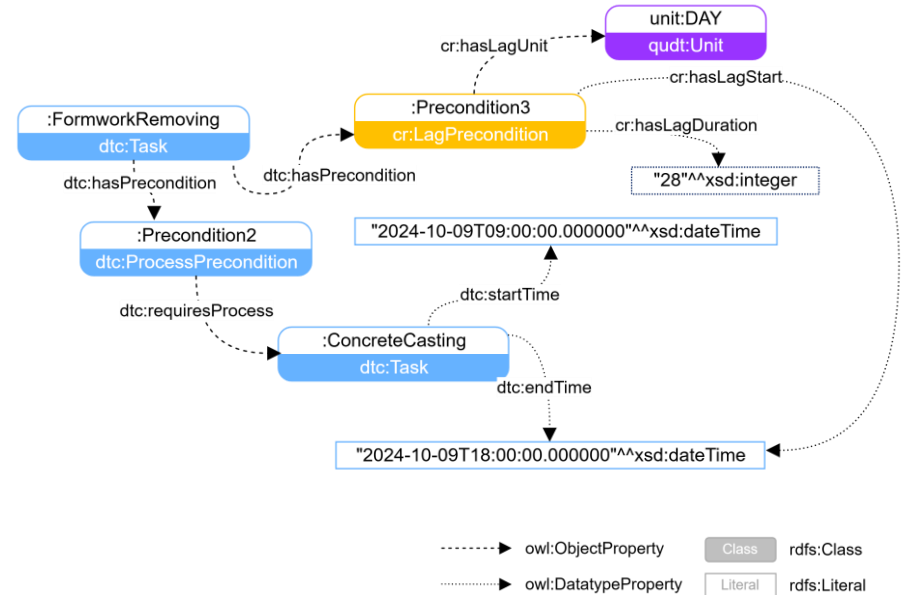 unit:DAY
qudt:Unit
cr:hasLagUnit
cr:hasLagStart
:Precondition3
cr:LagPrecondition
:FormworkRemoving
dtc:Task
cr:hasLagDuration
dtc:hasPrecondition
dtc:hasPrecondition
"28"^^xsd:integer
:Precondition2
dtc:ProcessPrecondition
"2024-10-09T09:00:00.000000"^^xsd:dateTime
dtc:startTime
dtc:requiresProcess
:ConcreteCasting
dtc:Task
dtc:endTime
"2024-10-09T18:00:00.000000"^^xsd:dateTime
owl:ObjectProperty
Class
rdfs:Class
owl:DatatypeProperty
Literal
rdfs:Literal